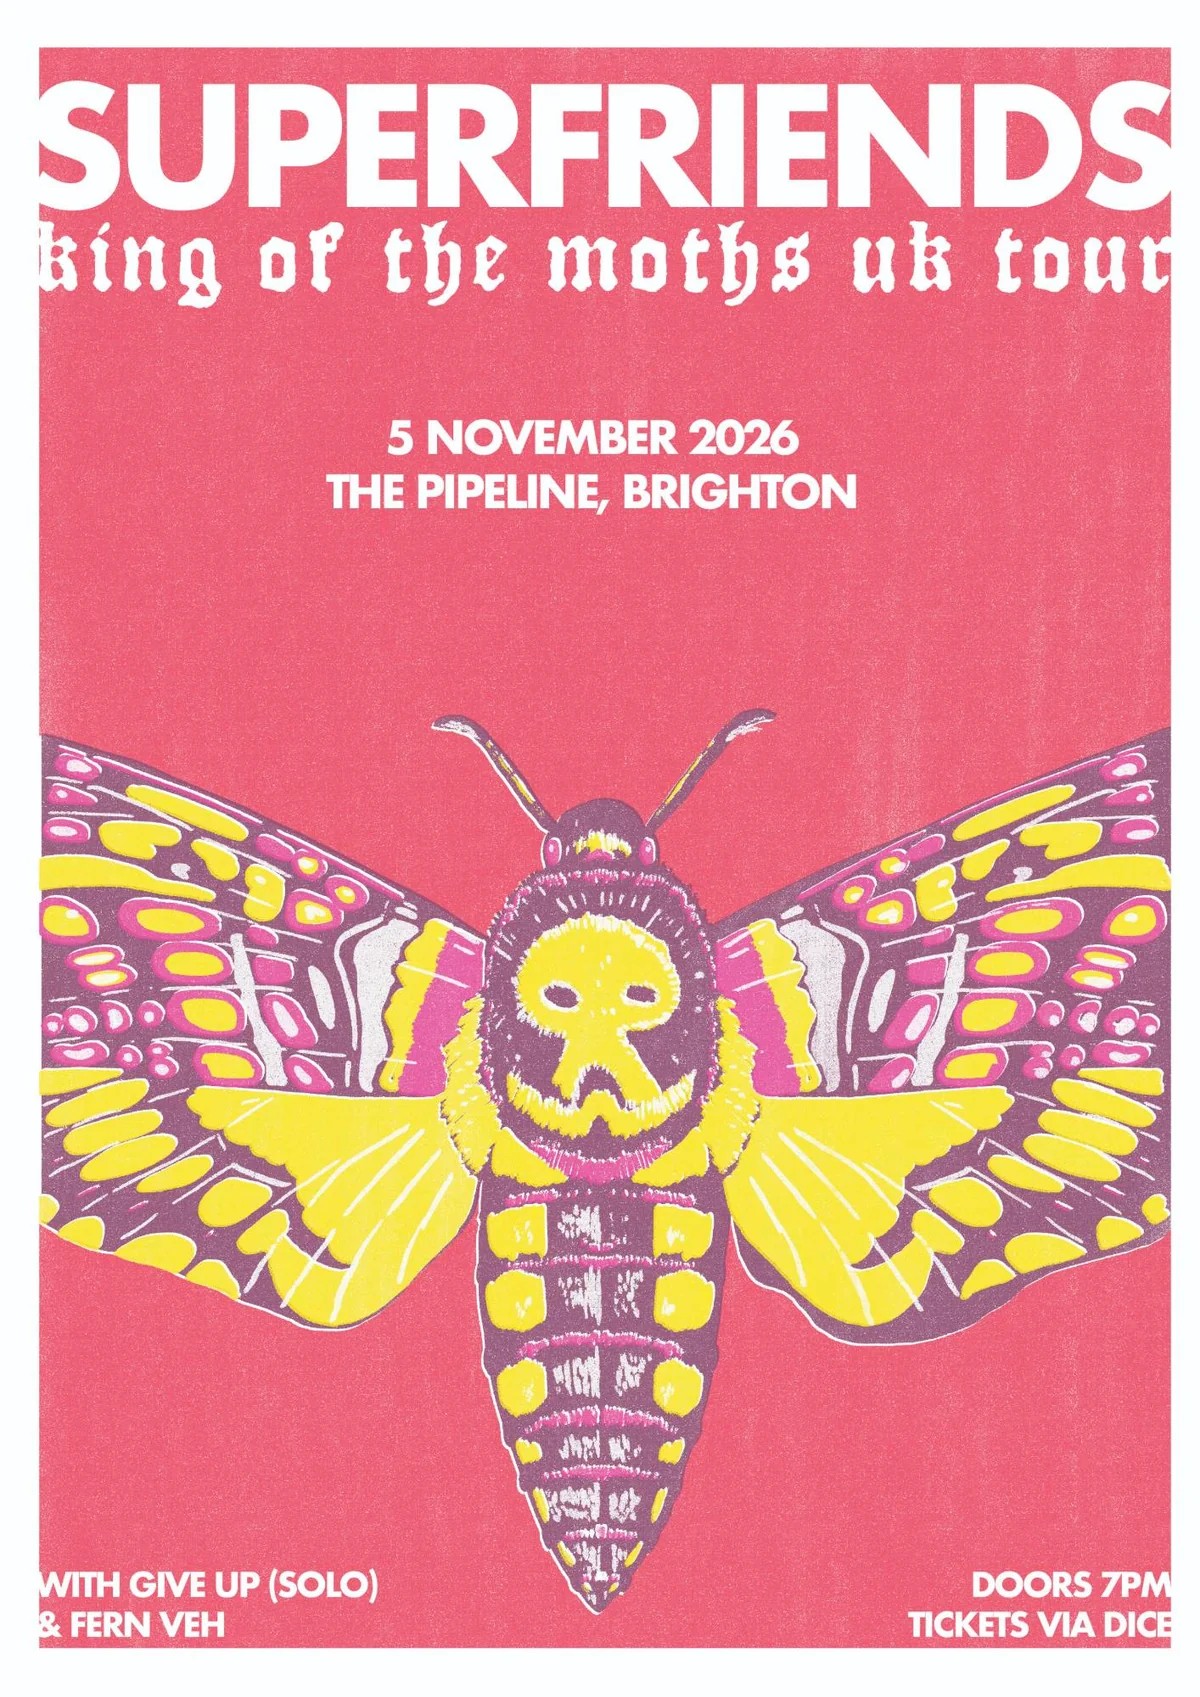 SUPERFRIENDS
king of the moths uk tour
5 NOVEMBER 2026
THE PIPELINE, BRIGHTON
WITH GIVE UP (SOLO)
& FERN VEH
DOORS 7PM
TICKETS VIA DICE